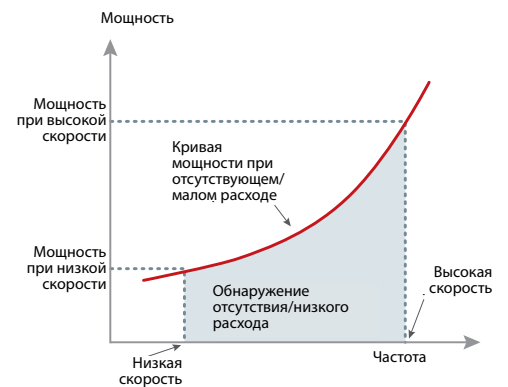 Мощность
Мощность
при высокой
скорости
Кривая
мощности при
отсутствующем/
малом расходе
Мощность
при низкой
скорости
Обнаружение
отсутствия/низкого
расхода
Высокая
скорость
Низкая
скорость
Частота